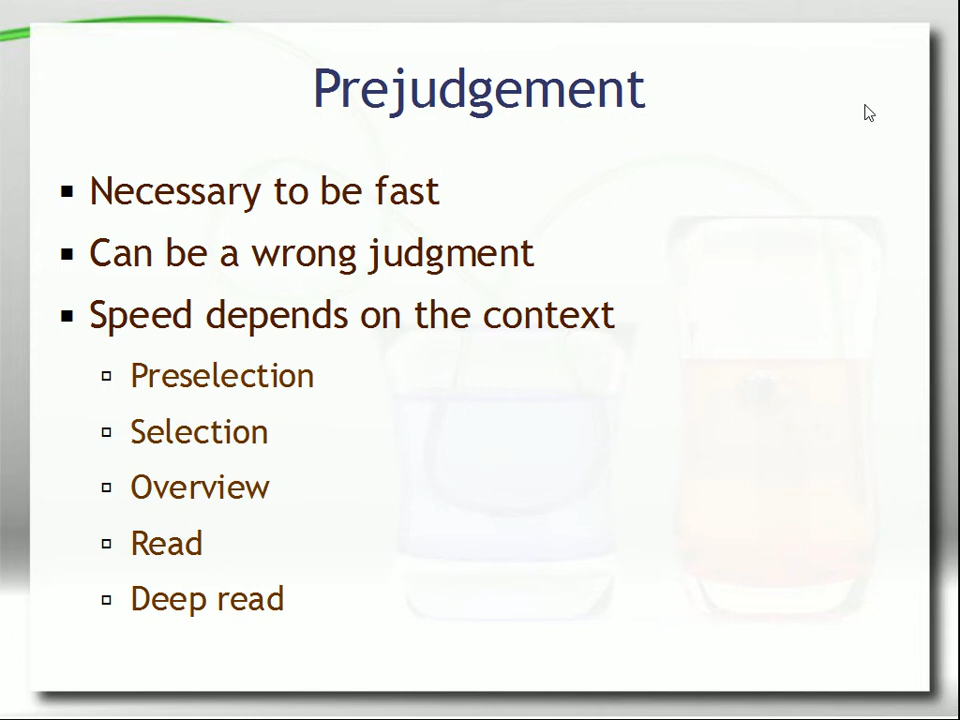 Prejudgement
Necessary to be fast
Can be a wrong judgment
Speed depends on the context
Preselection
Selection
Overview
Read
Deep read